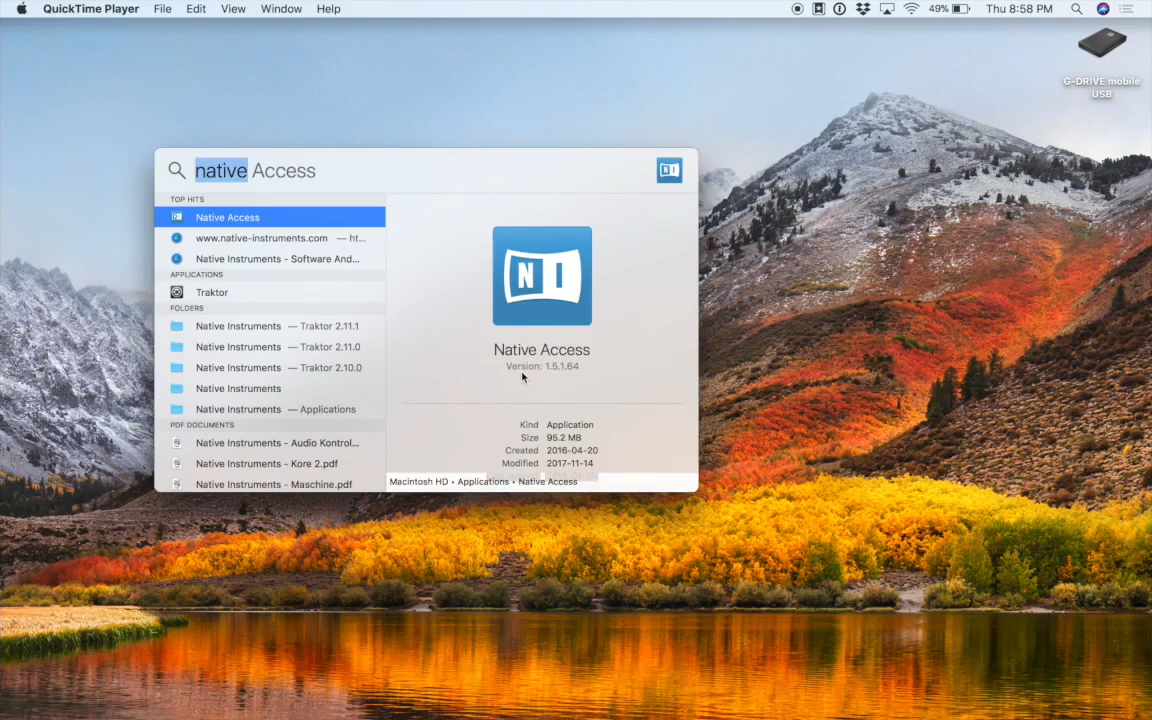 QuickTime Player File Edit View Window Help 49% Thu 8:58 PM
G-DRIVE mobile
USB
native Access
TOP HITS
Native Access
www.native-instruments.com — ht...
Native Instruments - Software And...
APPLICATIONS
Traktor
FOLDERS
Native Instruments — Traktor 2.11.1
Native Instruments — Traktor 2.11.0
Native Instruments — Traktor 2.10.0
Native Instruments
Native Instruments — Applications
PDF DOCUMENTS
Native Instruments - Audio Kontrol...
Native Instruments - Kore 2.pdf
Native Instruments - Maschine.pdf
NI
NI
Native Access
Version: 1.5.1.64
Kind Application
Size 95.2 MB
Created 2016-04-20
Modified 2017-11-14
Macintosh HD • Applications • Native Access